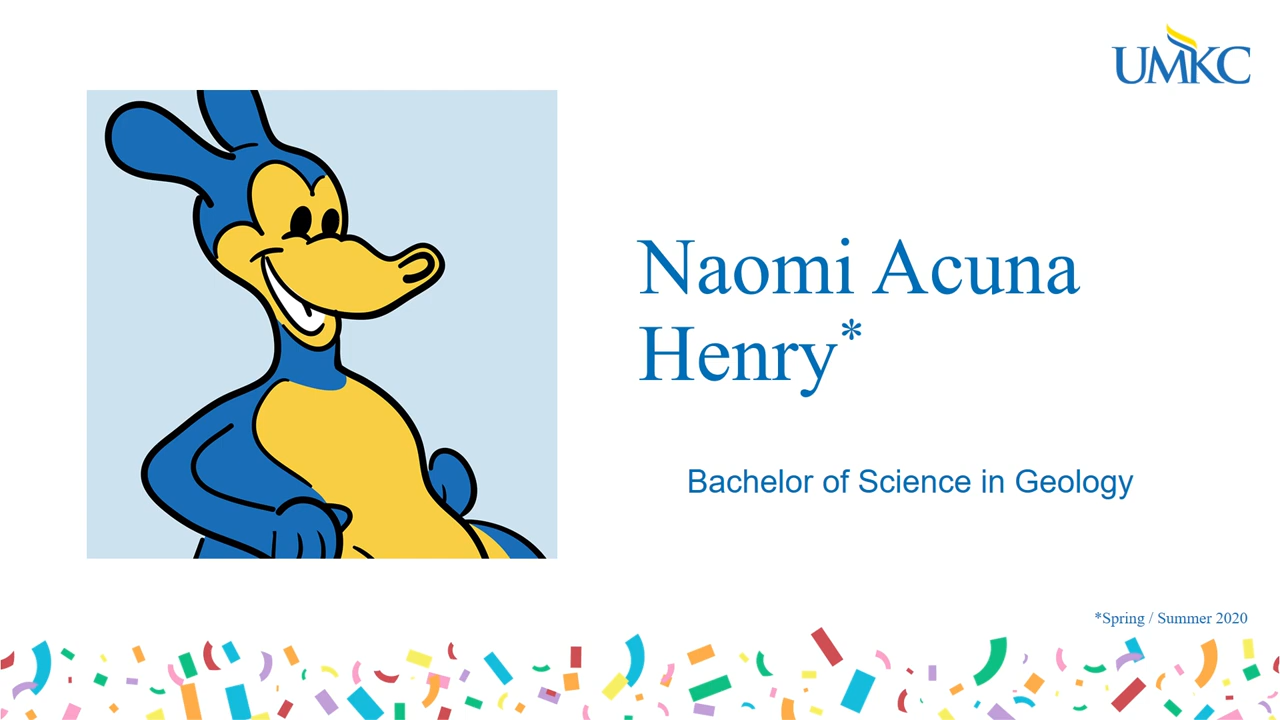 UMKC
Naomi Acuna
Henry*
Bachelor of Science in Geology
*Spring / Summer 2020